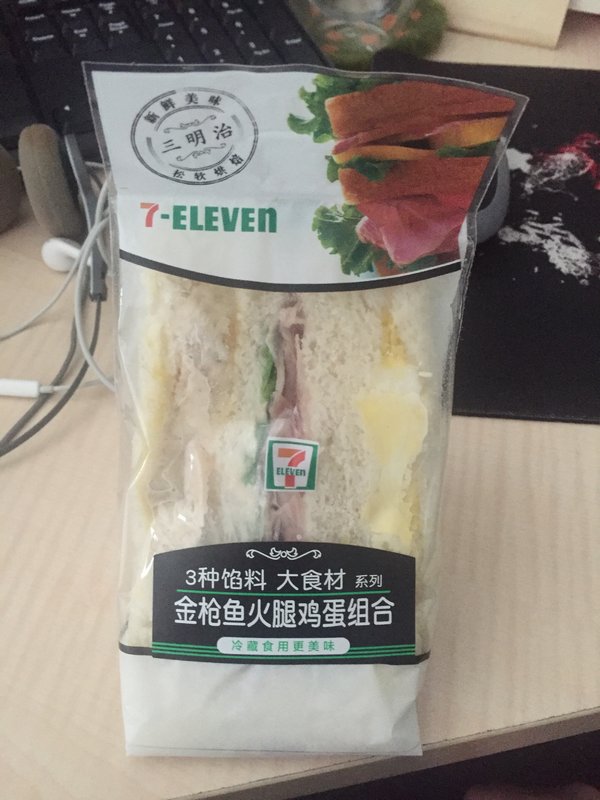 新鲜美味
三明治
松软烘焙
7-ELEVEn
7
ELEVEn
3种馅料 大食材 系列
金枪鱼火腿鸡蛋组合
冷藏食用更美味